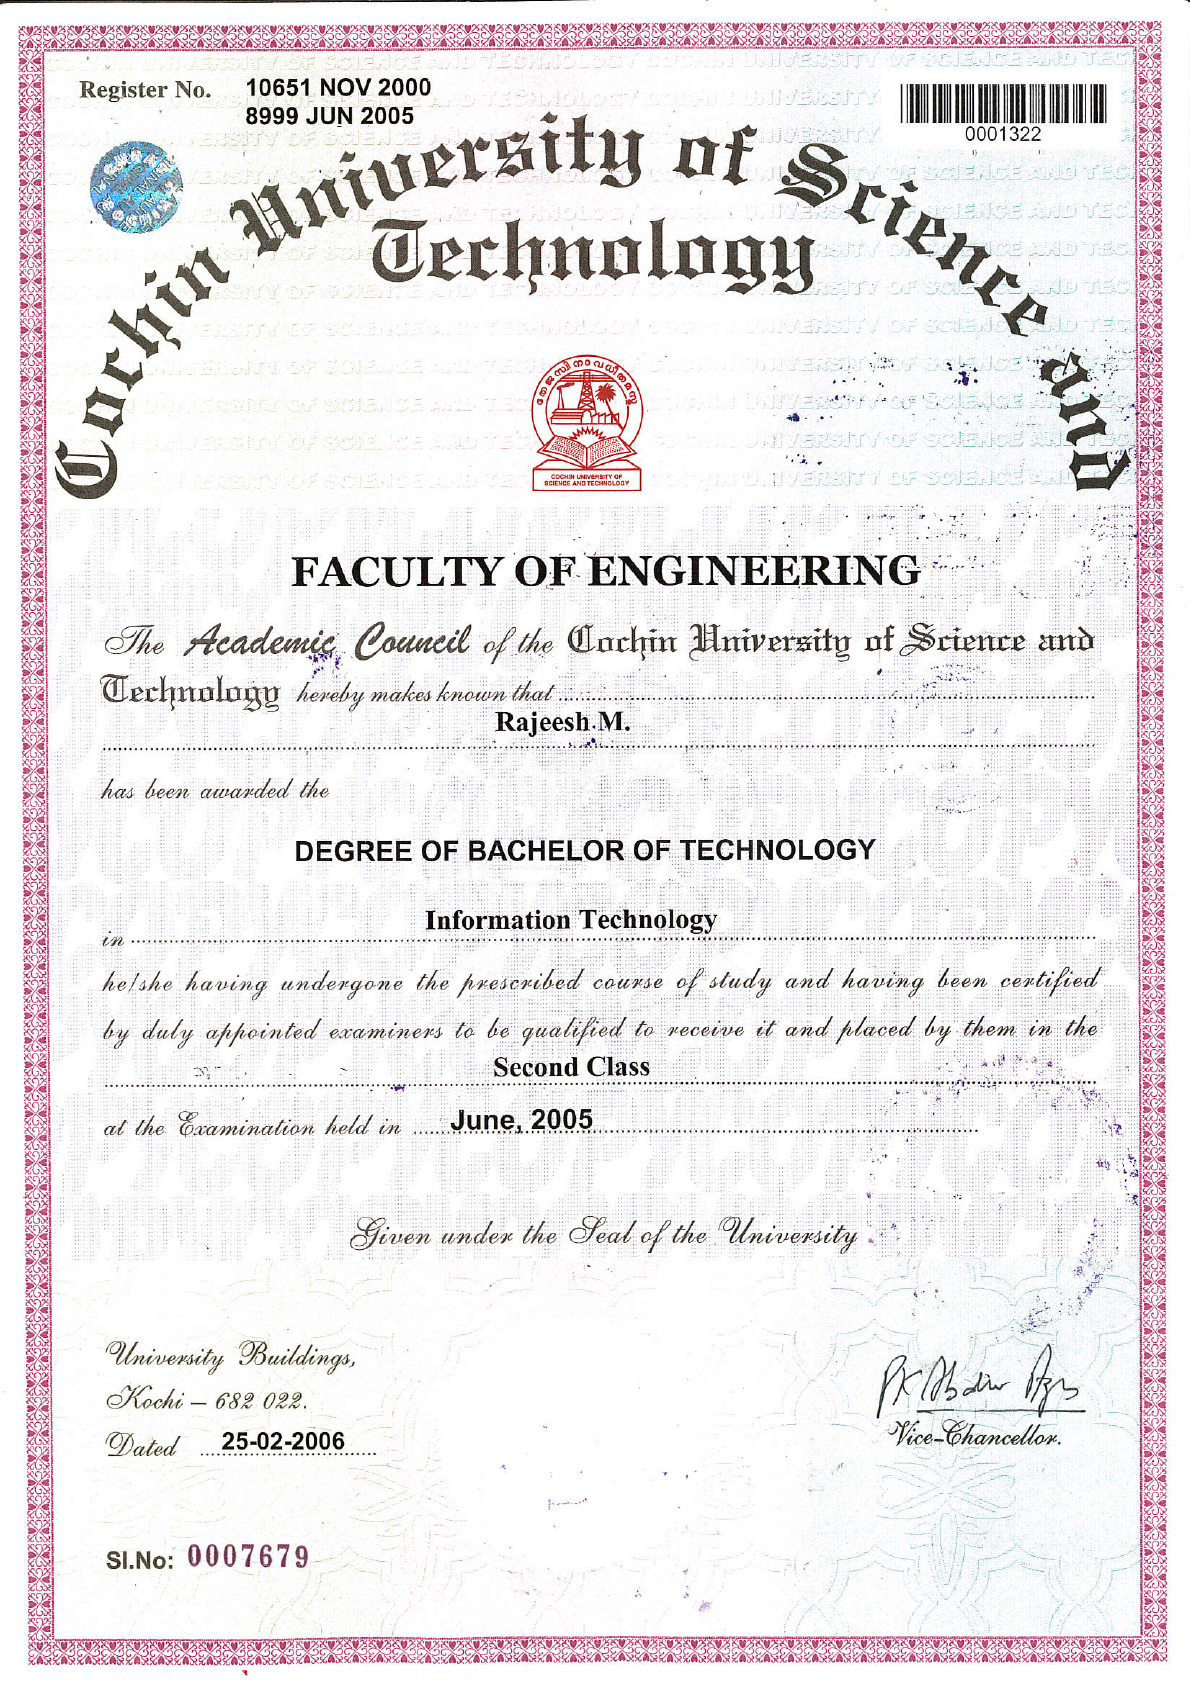 Register No. 10651 NOV 2000
8999 JUN 2005
0001322
Cochin University of Science and
Technology
തേജസ്വിനാവധീതമസ്തു
COCHIN UNIVERSITY OF
SCIENCE AND TECHNOLOGY
FACULTY OF ENGINEERING
The Academic Council of the Cochin University of Science and
Technology hereby makes known that
Rajeesh M.
has been awarded the
DEGREE OF BACHELOR OF TECHNOLOGY
Information Technology
in
he/she having undergone the prescribed course of study and having been certified
by duly appointed examiners to be qualified to receive it and placed by them in the
Second Class
at the Examination held in June, 2005
Given under the Seal of the University
University Buildings,
Kochi – 682 022.
Dated 25-02-2006
Vice-Chancellor.
Sl.No: 0007679